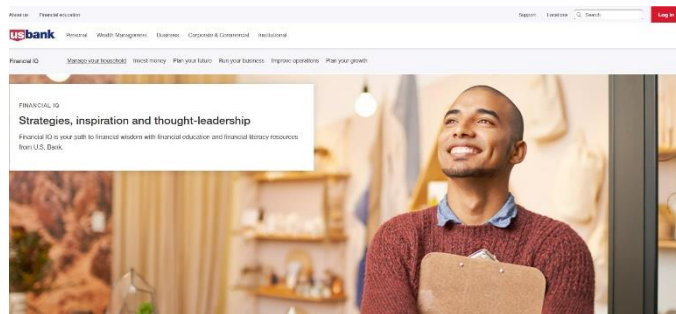 About us Financial education Support Locations Search Log in
usbank Personal Wealth Management Business Corporate & Commercial Institutional
Financial IQ Manage your household Invest money Plan your future Run your business Improve operations Plan your growth
FINANCIAL IQ
Strategies, inspiration and thought-leadership
Financial IQ is your path to financial wisdom with financial education and financial literacy resources
from U.S. Bank.